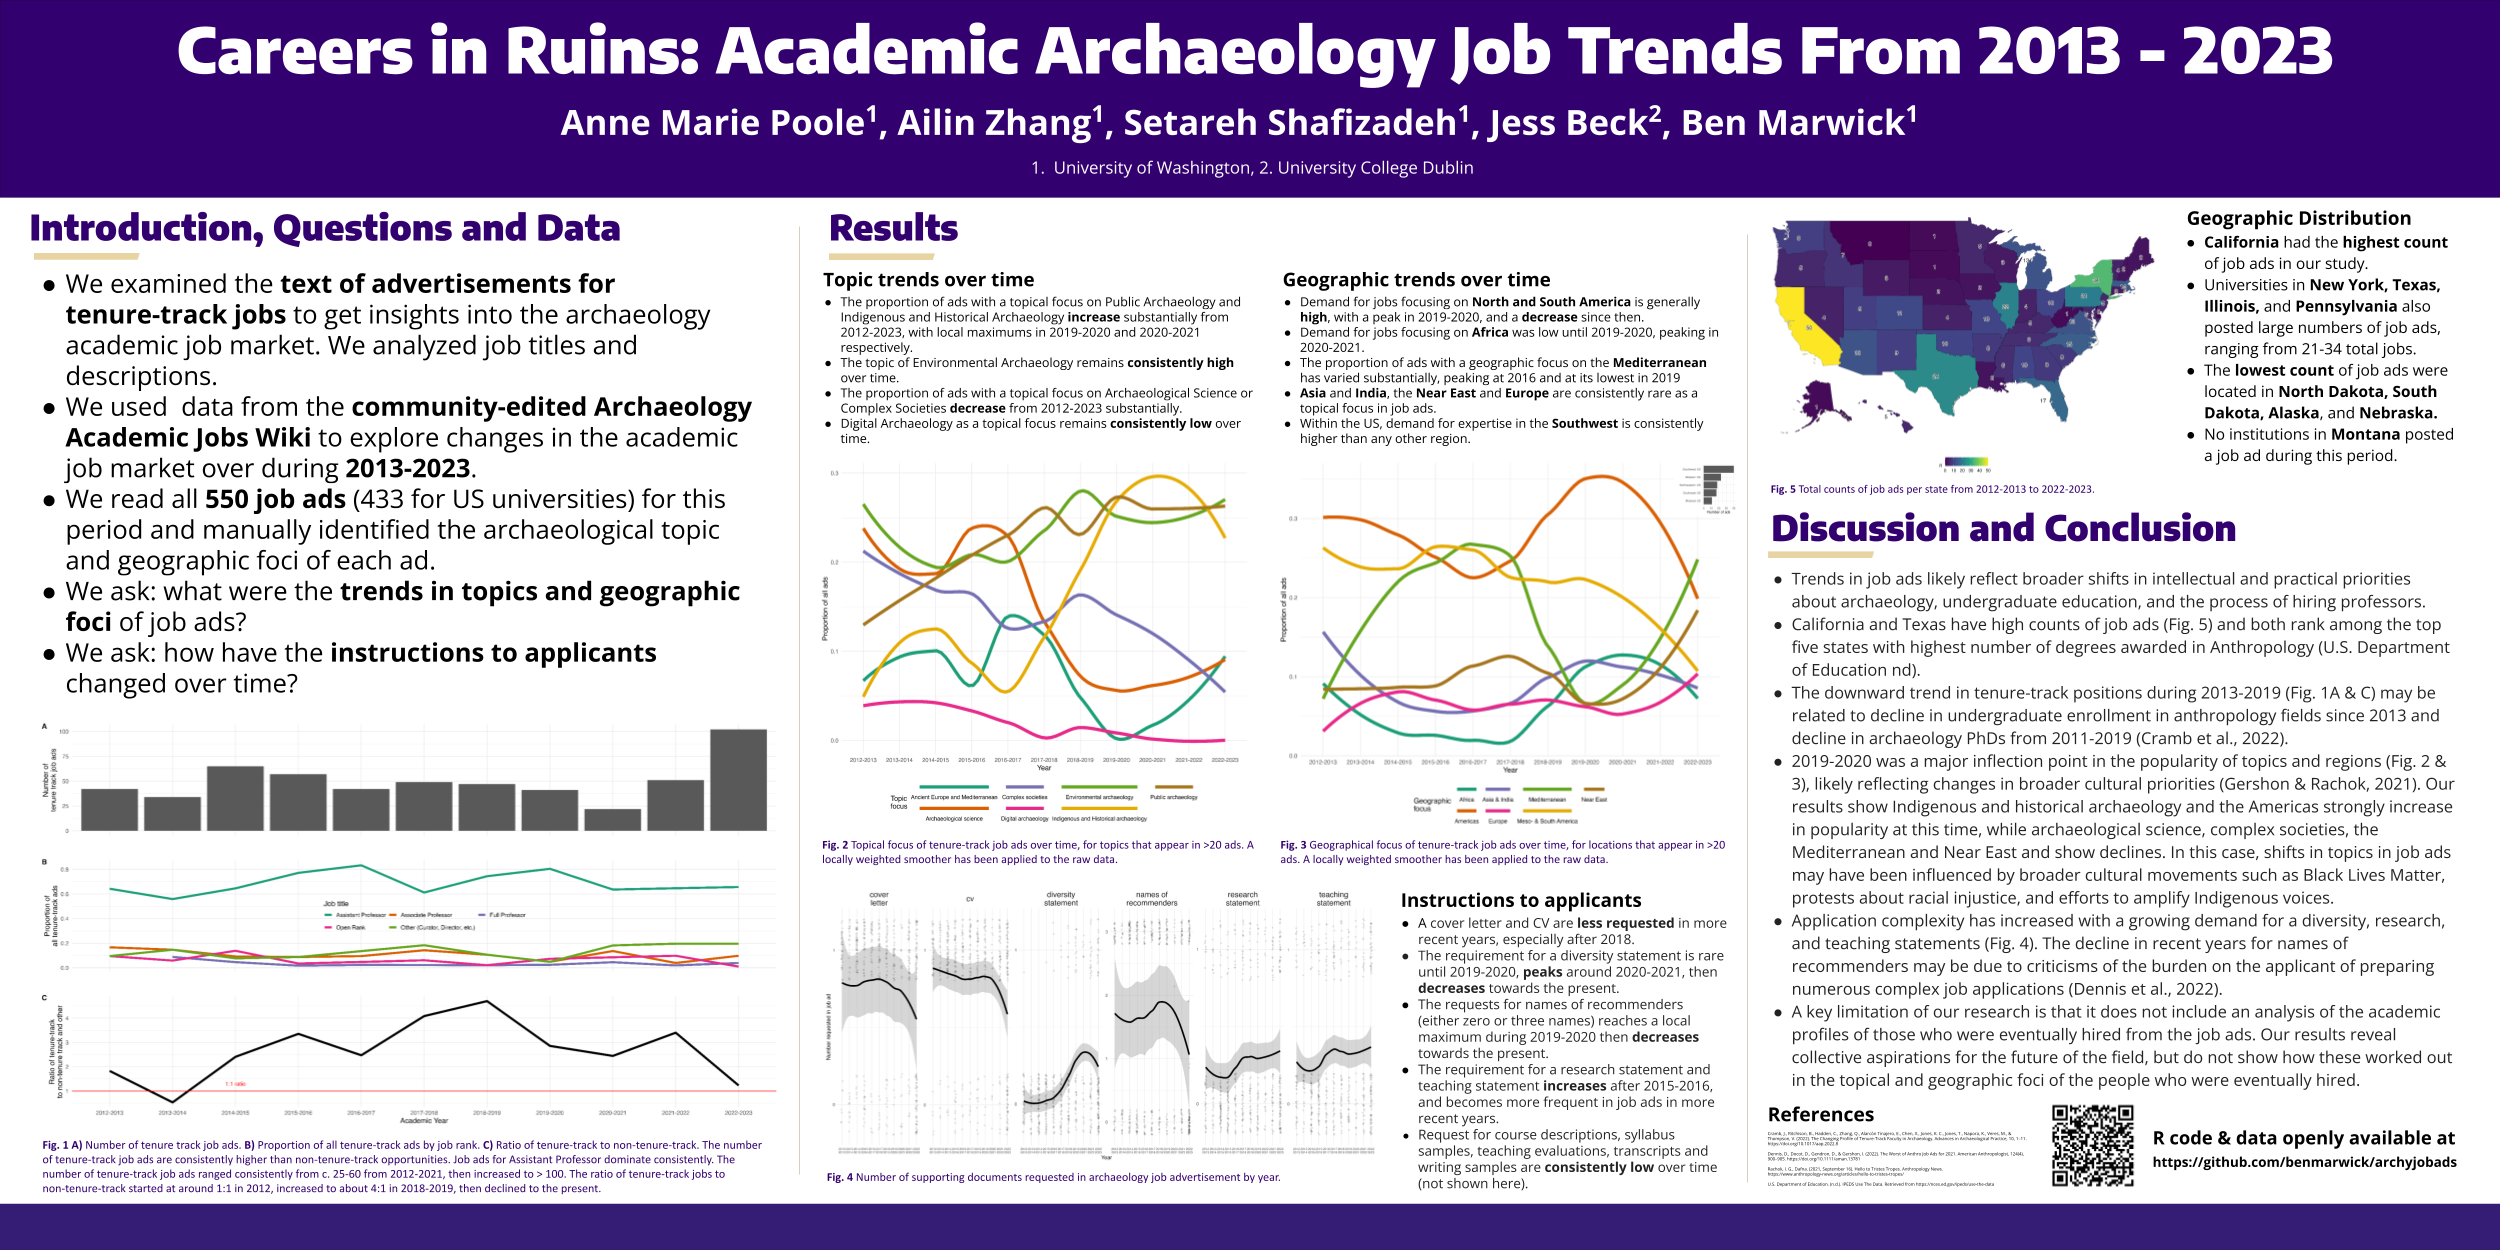 Careers in Ruins: Academic Archaeology Job Trends From 2013 - 2023
Anne Marie Poole1, Ailin Zhang1, Setareh Shafizadeh1, Jess Beck2, Ben Marwick1
1. University of Washington, 2. University College Dublin
Introduction, Questions and Data
● We examined the text of advertisements for
tenure-track jobs to get insights into the archaeology
academic job market. We analyzed job titles and
descriptions.
● We used data from the community-edited Archaeology
Academic Jobs Wiki to explore changes in the academic
job market over during 2013-2023.
● We read all 550 job ads (433 for US universities) for this
period and manually identified the archaeological topic
and geographic foci of each ad.
● We ask: what were the trends in topics and geographic
foci of job ads?
● We ask: how have the instructions to applicants
changed over time?
A
Number of
tenure track job ads
100
75
50
25
0
B
Proportion of
all tenure-track ads
0.8
0.6
0.4
0.2
0.0
Job title
Assistant Professor
Associate Professor
Full Professor
Open Rank
Other (Curator, Director, etc.)
C
Ratio of tenure-track
to non-tenure track and other
4
3
2
1
1:1 ratio
2012-2013 2013-2014 2014-2015 2015-2016 2016-2017 2017-2018 2018-2019 2019-2020 2020-2021 2021-2022 2022-2023
Academic Year
Fig. 1 A) Number of tenure track job ads. B) Proportion of all tenure-track ads by job rank. C) Ratio of tenure-track to non-tenure-track. The number
of tenure-track job ads are consistently higher than non-tenure-track opportunities. Job ads for Assistant Professor dominate consistently. The
number of tenure-track job ads ranged consistently from c. 25-60 from 2012-2021, then increased to > 100. The ratio of tenure-track jobs to
non-tenure-track started at around 1:1 in 2012, increased to about 4:1 in 2018-2019, then declined to the present.
Results
Topic trends over time
● The proportion of ads with a topical focus on Public Archaeology and
Indigenous and Historical Archaeology increase substantially from
2012-2023, with local maximums in 2019-2020 and 2020-2021
respectively.
● The topic of Environmental Archaeology remains consistently high
over time.
● The proportion of ads with a topical focus on Archaeological Science or
Complex Societies decrease from 2012-2023 substantially.
● Digital Archaeology as a topical focus remains consistently low over
time.
Proportion of all ads
0.3
0.2
0.1
0.0
2012-2013 2013-2014 2014-2015 2015-2016 2016-2017 2017-2018 2018-2019 2019-2020 2020-2021 2021-2022 2022-2023
Year
Topic
focus
Ancient Europe and Mediterranean
Complex societies
Environmental archaeology
Public archaeology
Archaeological science
Digital archaeology
Indigenous and Historical archaeology
Fig. 2 Topical focus of tenure-track job ads over time, for topics that appear in >20 ads. A
locally weighted smoother has been applied to the raw data.
Geographic trends over time
● Demand for jobs focusing on North and South America is generally
high, with a peak in 2019-2020, and a decrease since then.
● Demand for jobs focusing on Africa was low until 2019-2020, peaking in
2020-2021.
● The proportion of ads with a geographic focus on the Mediterranean
has varied substantially, peaking at 2016 and at its lowest in 2019
● Asia and India, the Near East and Europe are consistently rare as a
topical focus in job ads.
● Within the US, demand for expertise in the Southwest is consistently
higher than any other region.
Number of ads
Proportion of all ads
0.3
0.2
0.1
0.0
2012-2013 2013-2014 2014-2015 2015-2016 2016-2017 2017-2018 2018-2019 2019-2020 2020-2021 2021-2022 2022-2023
Year
Geographic
focus
Africa
Asia & India
Mediterranean
Near East
Americas
Europe
Meso- & South America
Fig. 3 Geographical focus of tenure-track job ads over time, for locations that appear in >20
ads. A locally weighted smoother has been applied to the raw data.
cover
letter
cv
diversity
statement
names of
recommenders
research
statement
teaching
statement
Number requested in job ad
Year
Fig. 4 Number of supporting documents requested in archaeology job advertisement by year.
Instructions to applicants
● A cover letter and CV are less requested in more
recent years, especially after 2018.
● The requirement for a diversity statement is rare
until 2019-2020, peaks around 2020-2021, then
decreases towards the present.
● The requests for names of recommenders
(either zero or three names) reaches a local
maximum during 2019-2020 then decreases
towards the present.
● The requirement for a research statement and
teaching statement increases after 2015-2016,
and becomes more frequent in job ads in more
recent years.
● Request for course descriptions, syllabus
samples, teaching evaluations, transcripts and
writing samples are consistently low over time
(not shown here).
0 10 20 30 40 50
Fig. 5 Total counts of job ads per state from 2012-2013 to 2022-2023.
Geographic Distribution
● California had the highest count
of job ads in our study.
● Universities in New York, Texas,
Illinois, and Pennsylvania also
posted large numbers of job ads,
ranging from 21-34 total jobs.
● The lowest count of job ads were
located in North Dakota, South
Dakota, Alaska, and Nebraska.
● No institutions in Montana posted
a job ad during this period.
Discussion and Conclusion
● Trends in job ads likely reflect broader shifts in intellectual and practical priorities
about archaeology, undergraduate education, and the process of hiring professors.
● California and Texas have high counts of job ads (Fig. 5) and both rank among the top
five states with highest number of degrees awarded in Anthropology (U.S. Department
of Education nd).
● The downward trend in tenure-track positions during 2013-2019 (Fig. 1A & C) may be
related to decline in undergraduate enrollment in anthropology fields since 2013 and
decline in archaeology PhDs from 2011-2019 (Cramb et al., 2022).
● 2019-2020 was a major inflection point in the popularity of topics and regions (Fig. 2 &
3), likely reflecting changes in broader cultural priorities (Gershon & Rachok, 2021). Our
results show Indigenous and historical archaeology and the Americas strongly increase
in popularity at this time, while archaeological science, complex societies, the
Mediterranean and Near East and show declines. In this case, shifts in topics in job ads
may have been influenced by broader cultural movements such as Black Lives Matter,
protests about racial injustice, and efforts to amplify Indigenous voices.
● Application complexity has increased with a growing demand for a diversity, research,
and teaching statements (Fig. 4). The decline in recent years for names of
recommenders may be due to criticisms of the burden on the applicant of preparing
numerous complex job applications (Dennis et al., 2022).
● A key limitation of our research is that it does not include an analysis of the academic
profiles of those who were eventually hired from the job ads. Our results reveal
collective aspirations for the future of the field, but do not show how these worked out
in the topical and geographic foci of the people who were eventually hired.
References
R code & data openly available at
https://github.com/benmarwick/archyjobads